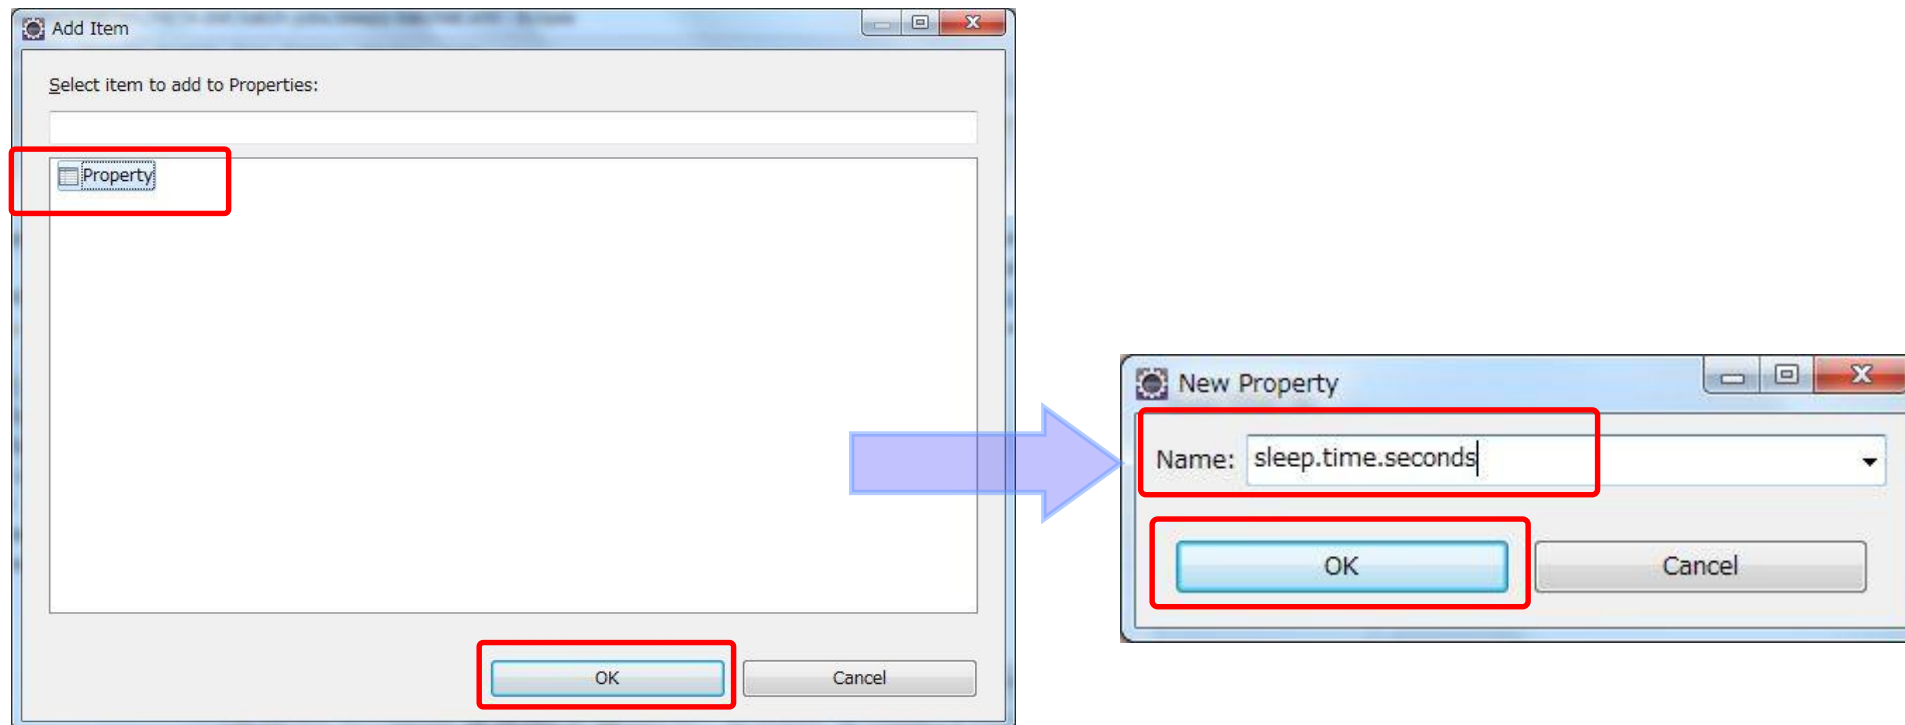 Add Item
Select item to add to Properties:
Property
OK
Cancel
New Property
Name: sleep.time.seconds
OK
Cancel